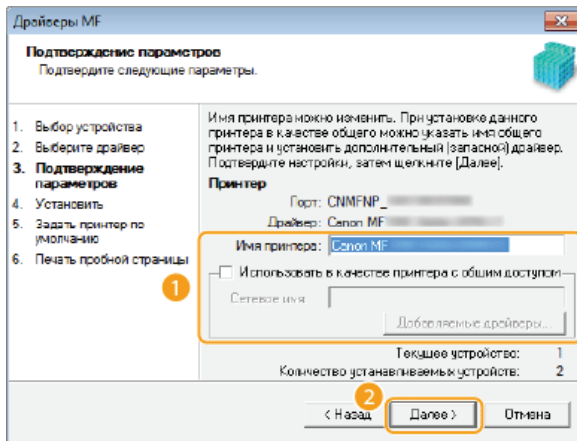 Драйверы MF
Подтверждение параметров
Подтвердите следующие параметры.
1. Выбор устройства
2. Выберите драйвер
3. Подтверждение
параметров
4. Установить
5. Задать принтер по
умолчанию
6. Печать пробной страницы
Имя принтера можно изменить. При установке данного
принтера в качестве общего можно указать имя общего
принтера и установить дополнительный (запасной) драйвер.
Подтвердите настройки, затем щелкните [Далее].
Принтер
Порт: CNMFNP_
Драйвер: Canon MF
Имя принтера: Canon MF
1
Использовать в качестве принтера с общим доступом
Сетевое имя
Добавляемые драйверы...
Текущее устройство: 1
Количество устанавливаемых устройств: 2
2
< Назад
Далее >
Отмена